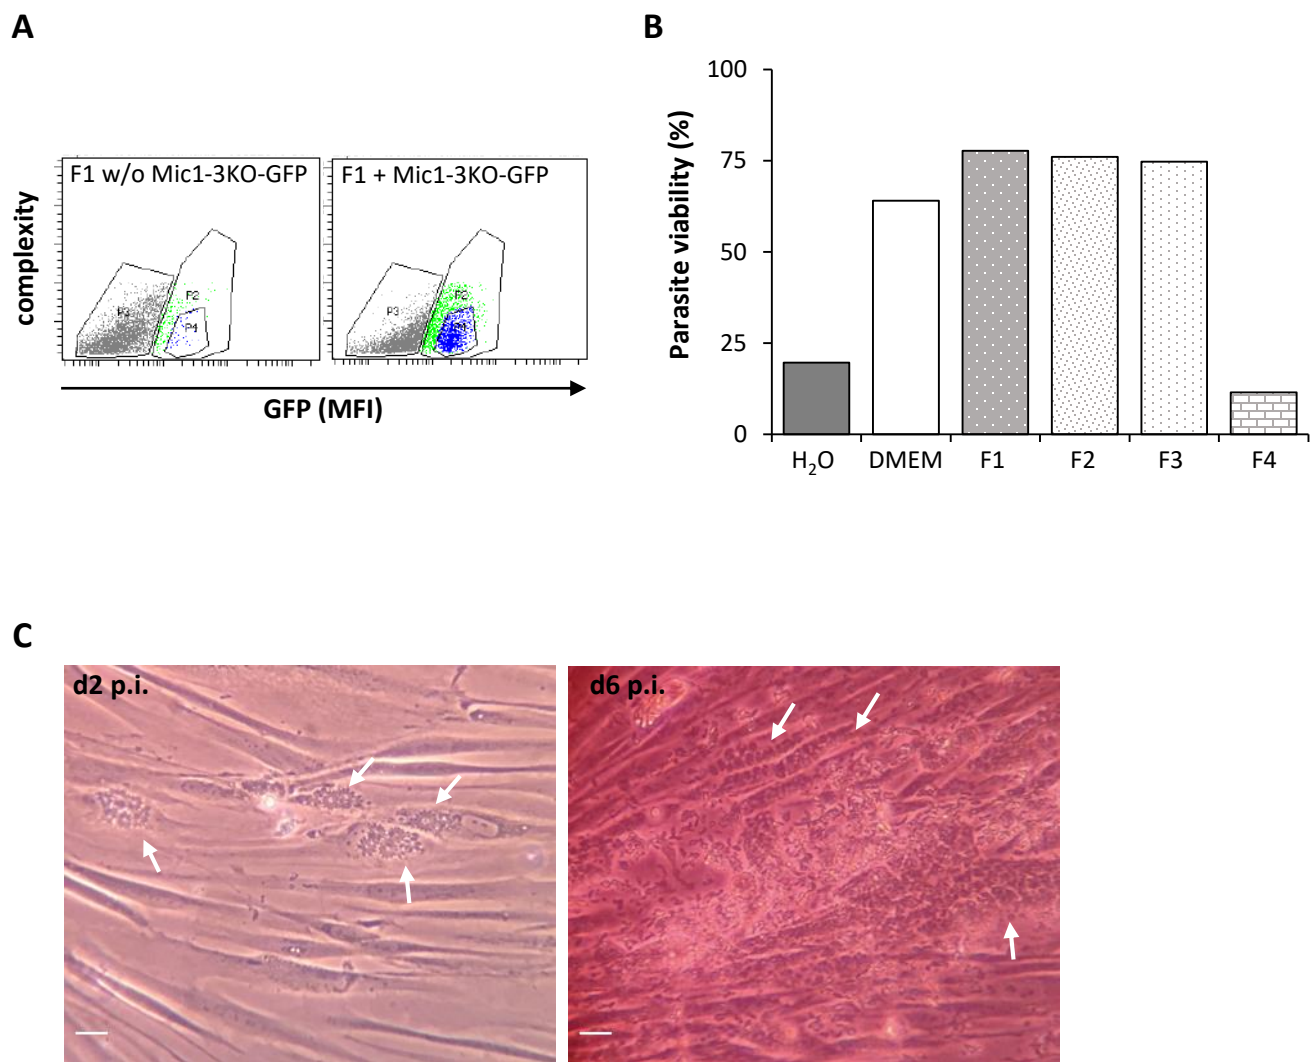 A
F1 w/o Mic1-3KO-GFP
F1 + Mic1-3KO-GFP
complexity
P3
P2
P4
P3
P2
P4
GFP (MFI)
B
Parasite viability (%)
100
75
50
25
0
H₂O DMEM F1 F2 F3 F4
C
d2 p.i.
d6 p.i.